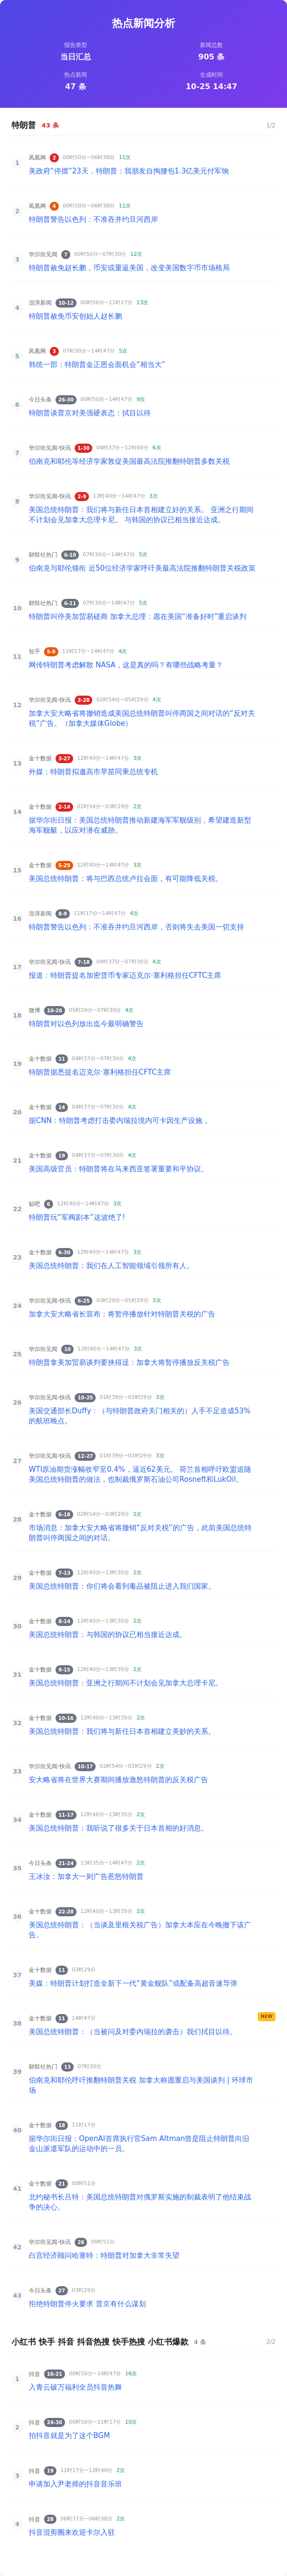 热点新闻分析
报告类型
新闻总数
当日汇总
905 条
热点新闻
生成时间
47 条
10-25 14:47
特朗普 43 条 1/2
1 凤凰网 2 00时50分~06时38分 11次
美政府“停摆”23天，特朗普：我朋友自掏腰包1.3亿美元付军饷
2 凤凰网 4 00时50分~06时38分 11次
特朗普警告以色列：不准吞并约旦河西岸
3 华尔街见闻 7 00时50分~07时30分 12次
特朗普赦免赵长鹏，币安或重返美国，改变美国数字币市场格局
4 澎湃新闻 10-12 00时50分~11时17分 13次
特朗普赦免币安创始人赵长鹏
5 凤凰网 3 07时30分~14时47分 5次
韩统一部：特朗普金正恩会面机会“相当大”
6 今日头条 26-30 00时50分~14时47分 9次
特朗普谈普京对美强硬表态：拭目以待
7 华尔街见闻-快讯 1-30 04时37分~12时40分 6次
伯南克和耶伦等经济学家敦促美国最高法院推翻特朗普多数关税
8 华尔街见闻-快讯 2-9 12时40分~14时47分 3次
美国总统特朗普：我们将与新任日本首相建立好的关系。 亚洲之行期间
不计划会见加拿大总理卡尼。 与韩国的协议已相当接近达成。
9 财联社热门 6-10 07时30分~14时47分 5次
伯南克与耶伦领衔 近50位经济学家呼吁美最高法院推翻特朗普关税政策
10 财联社热门 6-11 07时30分~14时47分 5次
特朗普叫停美加贸易磋商 加拿大总理：愿在美国“准备好时”重启谈判
11 知乎 5-9 11时17分~14时47分 4次
网传特朗普考虑解散 NASA，这是真的吗？有哪些战略考量？
12 华尔街见闻-快讯 2-28 02时54分~05时29分 4次
加拿大安大略省将撤销造成美国总统特朗普叫停两国之间对话的“反对关
税”广告。（加拿大媒体Globe）
13 金十数据 3-27 12时40分~14时47分 3次
外媒：特朗普拟邀高市早苗同乘总统专机
14 金十数据 2-14 02时54分~03时29分 2次
据华尔街日报：美国总统特朗普推动新建海军军舰级别，希望建造新型
海军舰艇，以应对潜在威胁。
15 金十数据 5-29 12时40分~14时47分 3次
美国总统特朗普：将与巴西总统卢拉会面，有可能降低关税。
16 澎湃新闻 8-9 11时17分~14时47分 4次
特朗普警告以色列：不准吞并约旦河西岸，否则将失去美国一切支持
17 华尔街见闻-快讯 7-18 04时37分~07时30分 4次
报道：特朗普提名加密货币专家迈克尔·塞利格担任CFTC主席
18 微博 10-26 05时29分~07时30分 4次
特朗普对以色列放出迄今最明确警告
19 金十数据 11 04时37分~07时30分 4次
特朗普据悉提名迈克尔·塞利格担任CFTC主席
20 金十数据 14 04时37分~07时30分 4次
据CNN：特朗普考虑打击委内瑞拉境内可卡因生产设施 。
21 金十数据 19 04时37分~07时30分 4次
美国高级官员：特朗普将在马来西亚签署重要和平协议。
22 贴吧 6 12时40分~14时47分 3次
特朗普玩“军阀剧本”这波绝了!
23 金十数据 6-30 12时40分~14时47分 3次
美国总统特朗普：我们在人工智能领域引领所有人。
24 华尔街见闻-快讯 6-25 03时29分~05时29分 3次
加拿大安大略省长宣布：将暂停播放针对特朗普关税的广告
25 华尔街见闻 10 12时40分~14时47分 3次
特朗普拿美加贸易谈判要挟得逞：加拿大将暂停播放反关税广告
26 华尔街见闻-快讯 10-25 01时39分~03时29分 3次
美国交通部长Duffy：（与特朗普政府关门相关的）人手不足造成53%
的航班晚点。
27 华尔街见闻-快讯 12-27 01时39分~03时29分 3次
WTI原油期货涨幅收窄至0.4%，逼近62美元。 荷兰首相呼吁欧盟追随
美国总统特朗普的做法，也制裁俄罗斯石油公司Rosneft和LukOil。
28 金十数据 6-18 02时54分~03时29分 2次
市场消息：加拿大安大略省将撤销“反对关税”的广告，此前美国总统特
朗普叫停两国之间的对话。
29 金十数据 7-13 12时40分~13时35分 2次
美国总统特朗普：你们将会看到毒品被阻止进入我们国家。
30 金十数据 8-14 12时40分~13时35分 2次
美国总统特朗普：与韩国的协议已相当接近达成。
31 金十数据 9-15 12时40分~13时35分 2次
美国总统特朗普：亚洲之行期间不计划会见加拿大总理卡尼。
32 金十数据 10-16 12时40分~13时35分 2次
美国总统特朗普：我们将与新任日本首相建立美妙的关系。
33 华尔街见闻-快讯 10-17 02时54分~03时29分 2次
安大略省将在世界大赛期间播放激怒特朗普的反关税广告
34 金十数据 11-17 12时40分~13时35分 2次
美国总统特朗普：我听说了很多关于日本首相的好消息。
35 今日头条 21-24 13时35分~14时47分 2次
王冰汝：加拿大一则广告惹怒特朗普
36 金十数据 22-28 12时40分~13时35分 2次
美国总统特朗普：（当谈及里根关税广告）加拿大本应在今晚撤下该广
告。
37 金十数据 11 03时29分
美媒：特朗普计划打造全新下一代“黄金舰队”或配备高超音速导弹
38 金十数据 11 14时47分 NEW
美国总统特朗普：（当被问及对委内瑞拉的袭击）我们拭目以待。
39 财联社热门 13 07时30分
伯南克和耶伦呼吁推翻特朗普关税 加拿大称愿重启与美国谈判 | 环球市
场
40 金十数据 18 11时17分
据华尔街日报：OpenAI首席执行官Sam Altman曾是阻止特朗普向旧
金山派遣军队的运动中的一员。
41 金十数据 21 00时51分
北约秘书长吕特：美国总统特朗普对俄罗斯实施的制裁表明了他结束战
争的决心。
42 华尔街见闻-快讯 26 00时51分
白宫经济顾问哈塞特：特朗普对加拿大非常失望
43 今日头条 27 03时29分
拒绝特朗普停火要求 普京有什么谋划
小红书 快手 抖音 抖音热搜 快手热搜 小红书爆款 4 条 2/2
1 抖音 16-21 00时50分~14时47分 16次
入青云破万福利全员抖音热舞
2 抖音 24-30 00时50分~11时17分 10次
拍抖音就是为了这个BGM
3 抖音 19 11时17分~12时40分 2次
申请加入尹老师的抖音音乐班
4 抖音 28 06时37分~06时38分 2次
抖音混剪圈来欢迎卡尔入驻